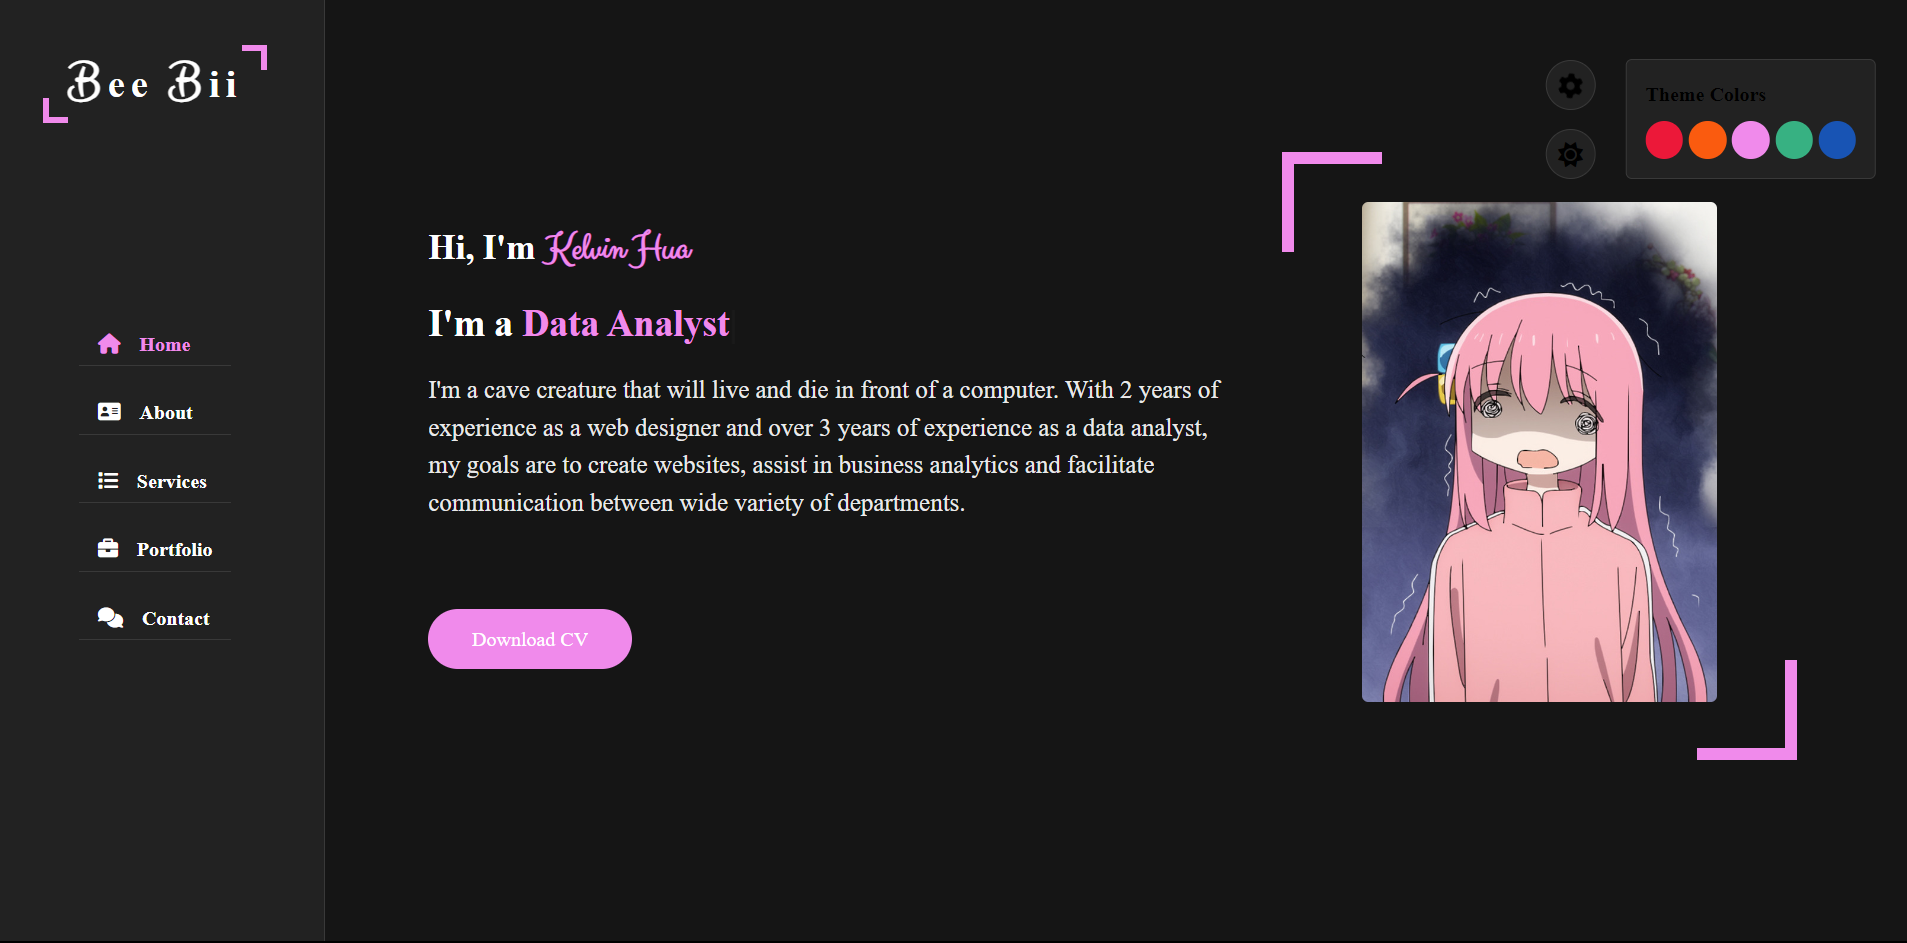 Bee Bii
Home
About
Services
Portfolio
Contact
Hi, I'm Kelvin Hua
I'm a Data Analyst
I'm a cave creature that will live and die in front of a computer. With 2 years of
experience as a web designer and over 3 years of experience as a data analyst,
my goals are to create websites, assist in business analytics and facilitate
communication between wide variety of departments.
Download CV
Theme Colors